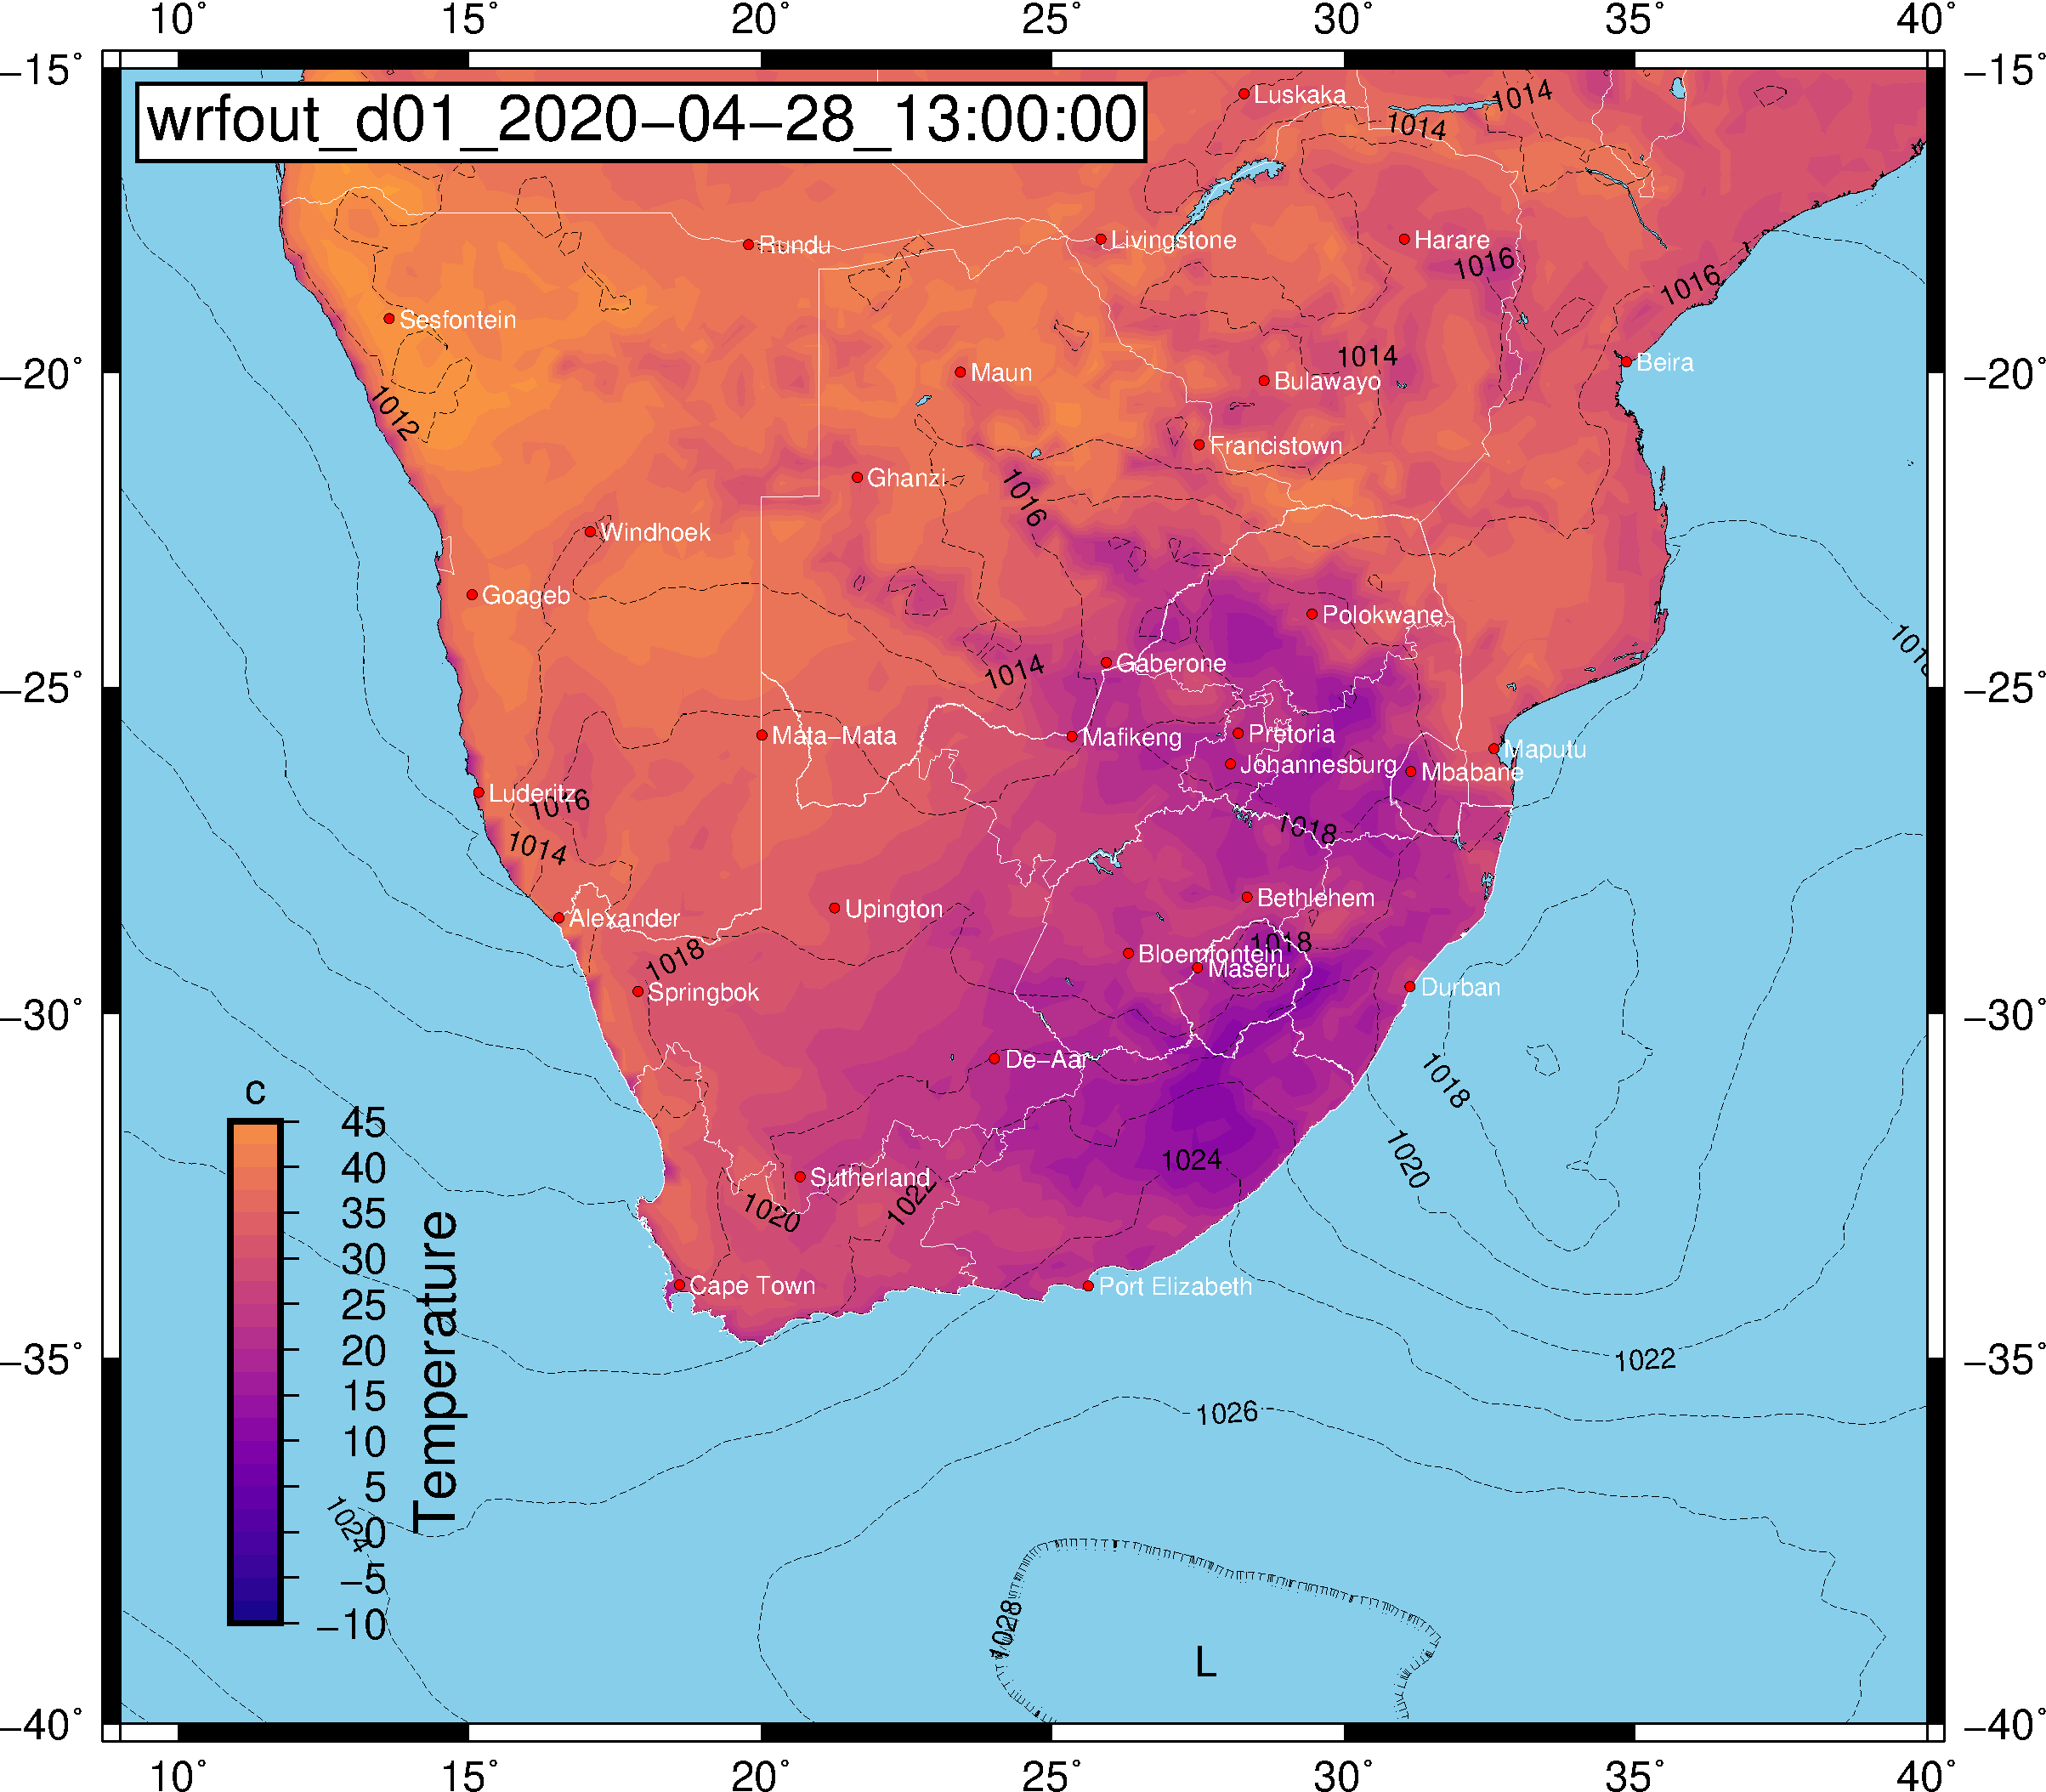 10° 15° 20° 25° 30° 35° 40°
−15° −15°
wrfout_d01_2020−04−28_13:00:00
Luskaka
1014
1014
Rundu
Livingstone
Harare
1016
1016
Sesfontein
1014
Beira
−20° −20°
Maun
Bulawayo
1012
Francistown
Ghanzi
1016
Windhoek
Goageb
Polokwane
1014
Gaberone
−25° −25°
Mata−Mata
Mafikeng
Pretoria
Johannesburg
Mbabane
Maputu
Luderitz
1016
1014
1018
Alexander
Upington
Bethlehem
1018
1018
Bloemfontein
Maseru
Springbok
Durban
−30° −30°
De−Aar
1018
1020
1024
Sutherland
1020
1022
Cape Town
Port Elizabeth
c
45
40
35
30
25
20
15
10
5
0
−5
−10
Temperature
−35° −35°
1022
1026
1024
1028
L
−40° −40°
10° 15° 20° 25° 30° 35° 40°